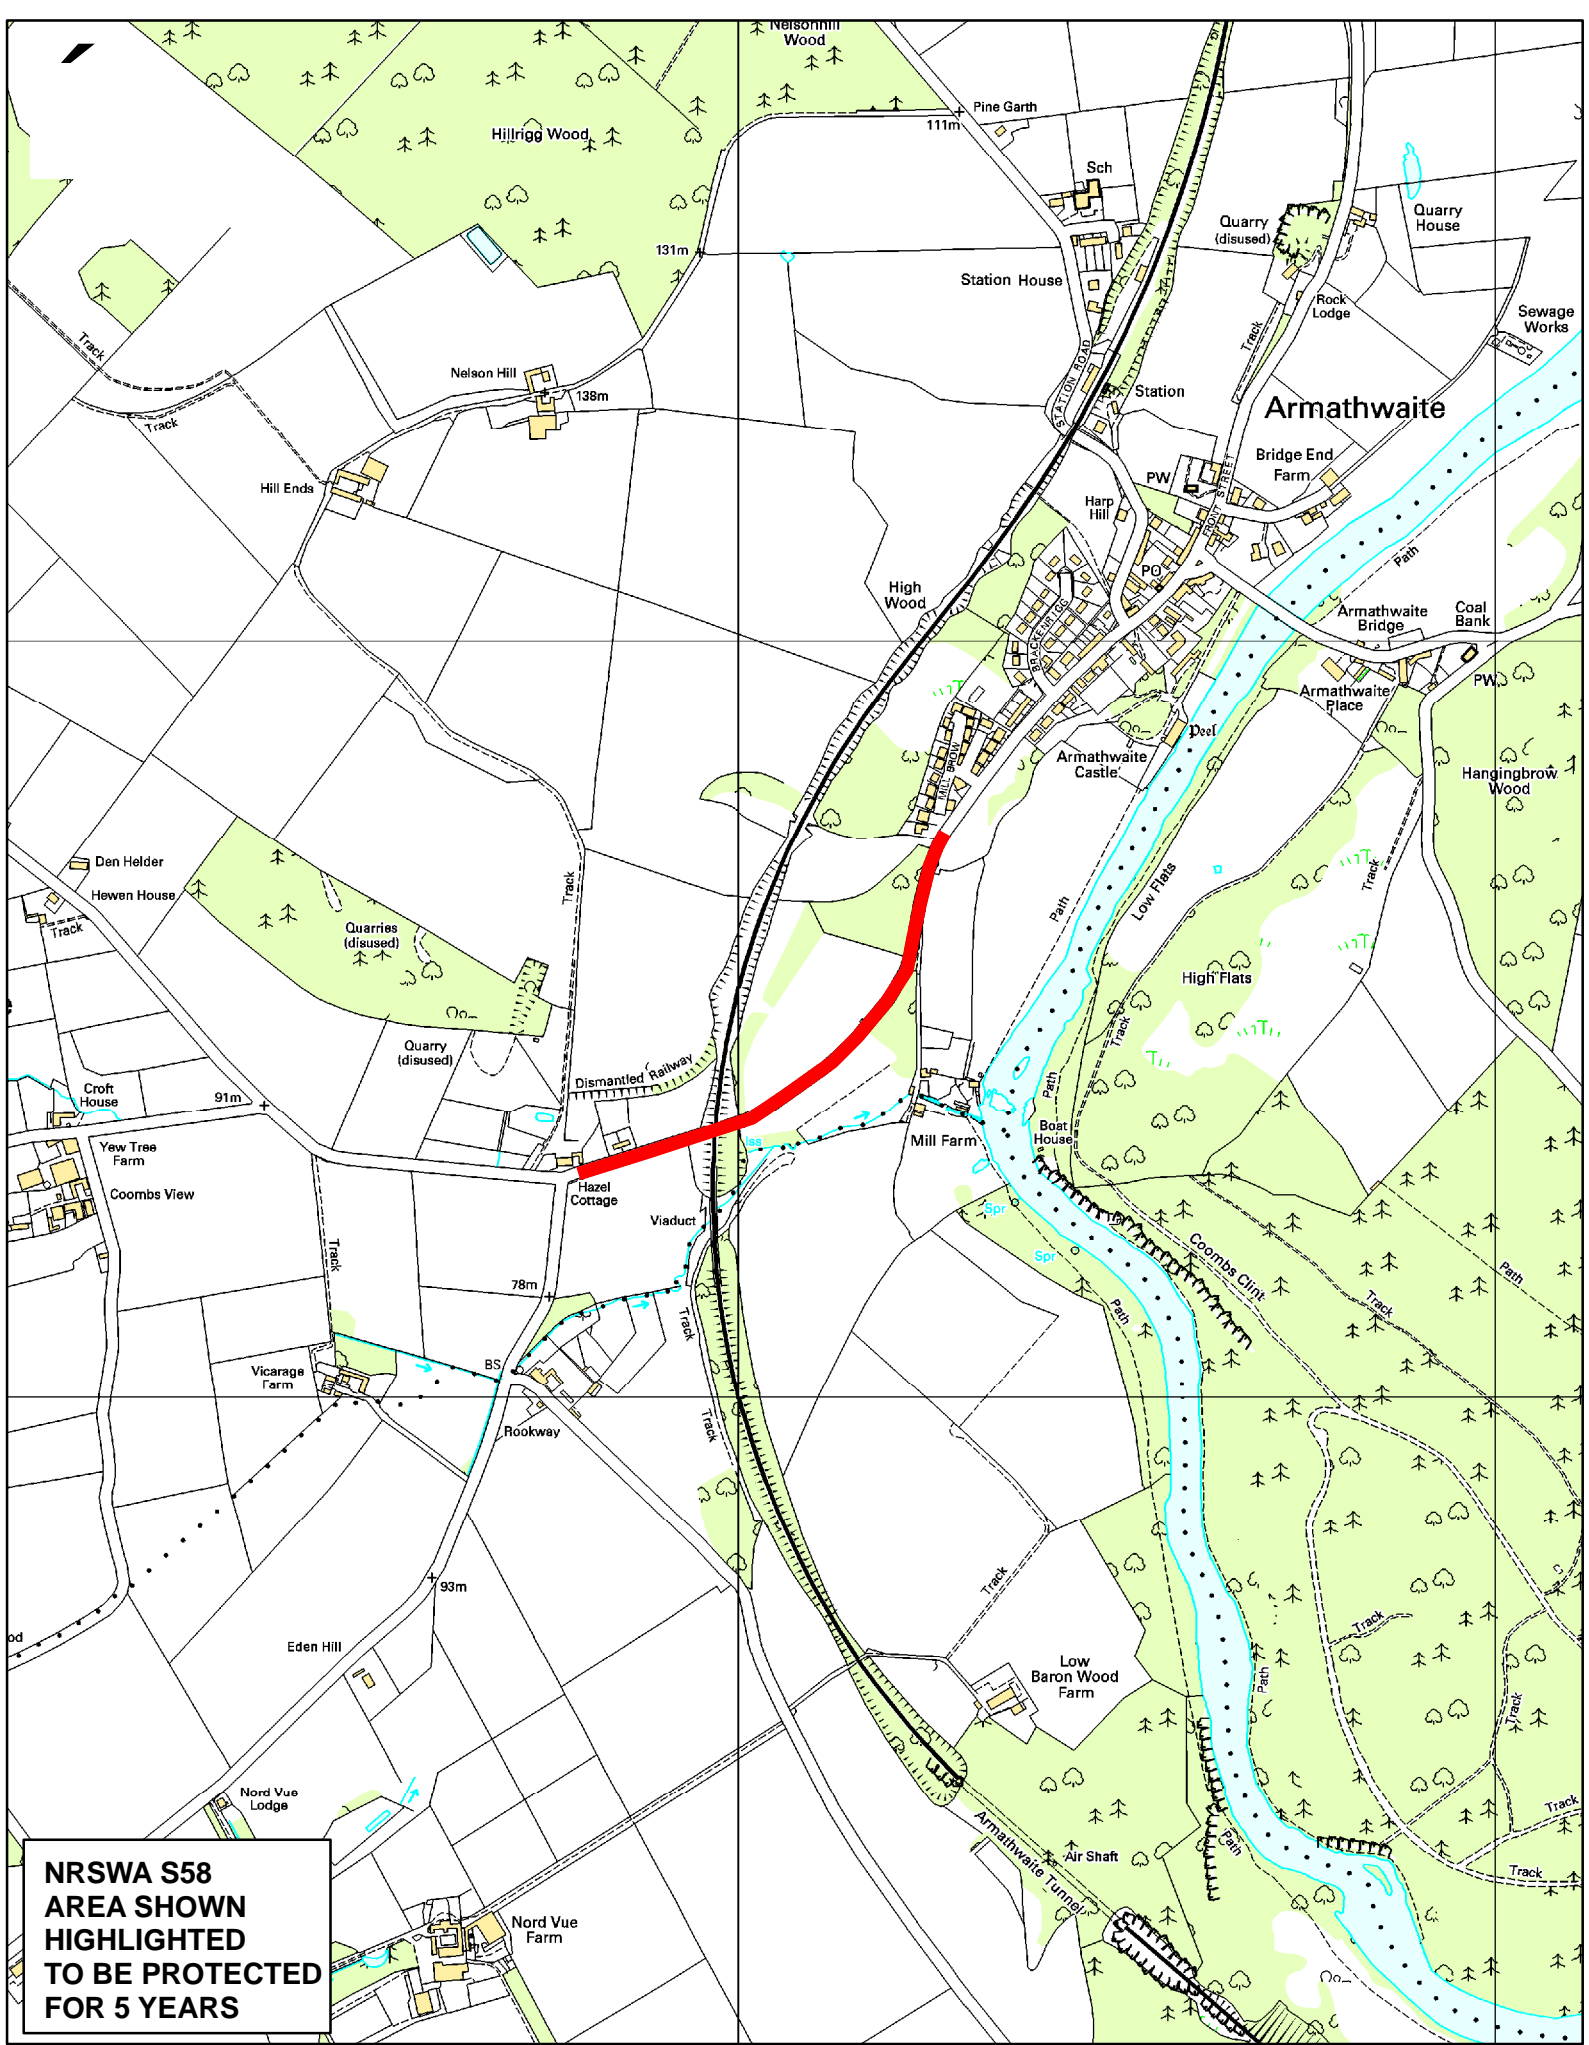 Nelsonhill
Wood
Pine Garth
111m
Hillrigg Wood
Sch
Quarry
(disused)
Quarry
House
131m
Station House
Rock
Lodge
Sewage
Works
Track
Track
STATION ROAD
Nelson Hill
138m
Station
Armathwaite
Track
Bridge End
Farm
PW
FRONT STREET
Hill Ends
Harp
Hill
Path
PO
High
Wood
Armathwaite
Bridge
Coal
Bank
BRACKENRIGG
PW
Armathwaite
Place
Peel
Armathwaite
Castle
MILL BROW
Hangingbrow
Wood
Den Helder
Hewen House
Track
Track
Track
Path
Low Flats
Quarries
(disused)
High Flats
Track
Quarry
(disused)
Dismantled Railway
Path
Croft
House
91m
Iss
Mill Farm
Boat
House
Yew Tree
Farm
Coombs View
Hazel
Cottage
Viaduct
Spr
Spr
Coombs Clint
Track
Path
Track
78m
Track
Path
Vicarage
Farm
BS
Rookway
Track
93m
Track
Track
Eden Hill
od
Low
Baron Wood
Farm
Path
Track
Nord Vue
Lodge
Track
Armathwaite Tunnel
Air Shaft
Path
Track
Nord Vue
Farm
NRSWA S58
AREA SHOWN
HIGHLIGHTED
TO BE PROTECTED
FOR 5 YEARS